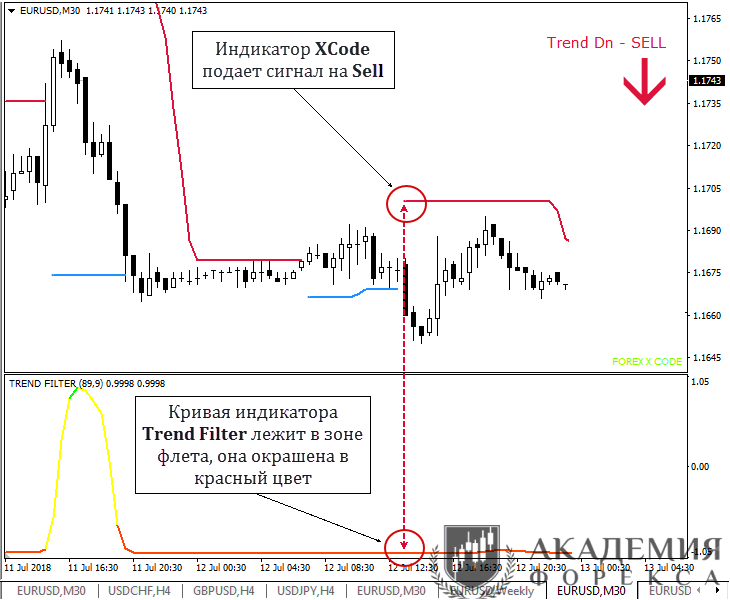 EURUSD,M30 1.1741 1.1743 1.1740 1.1743
1.1765
Trend Dn - SELL
Индикатор XCode
подает сигнал на Sell
1.1750
1.1743
1.1735
1.1720
1.1705
1.1690
1.1675
1.1660
FOREX X CODE
1.1645
TREND FILTER (89,9) 0.9998 0.9998
1.05
Кривая индикатора
Trend Filter лежит в зоне
флета, она окрашена в
красный цвет
0.00
-1.05
АКАДЕМИЯ
ФОРЕКСА
11 Jul 2018 11 Jul 16:30 11 Jul 20:30 12 Jul 00:30 12 Jul 04:30 12 Jul 08:30 12 Jul 12:30 12 Jul 16:30 12 Jul 20:30 13 Jul 00:30 13 Jul 04:30
EURUSD,M30 USDCHF,H4 GBPUSD,H4 USDJPY,H4 EURUSD,M30 EURUSD,Weekly EURUSD,M30 EURUSD